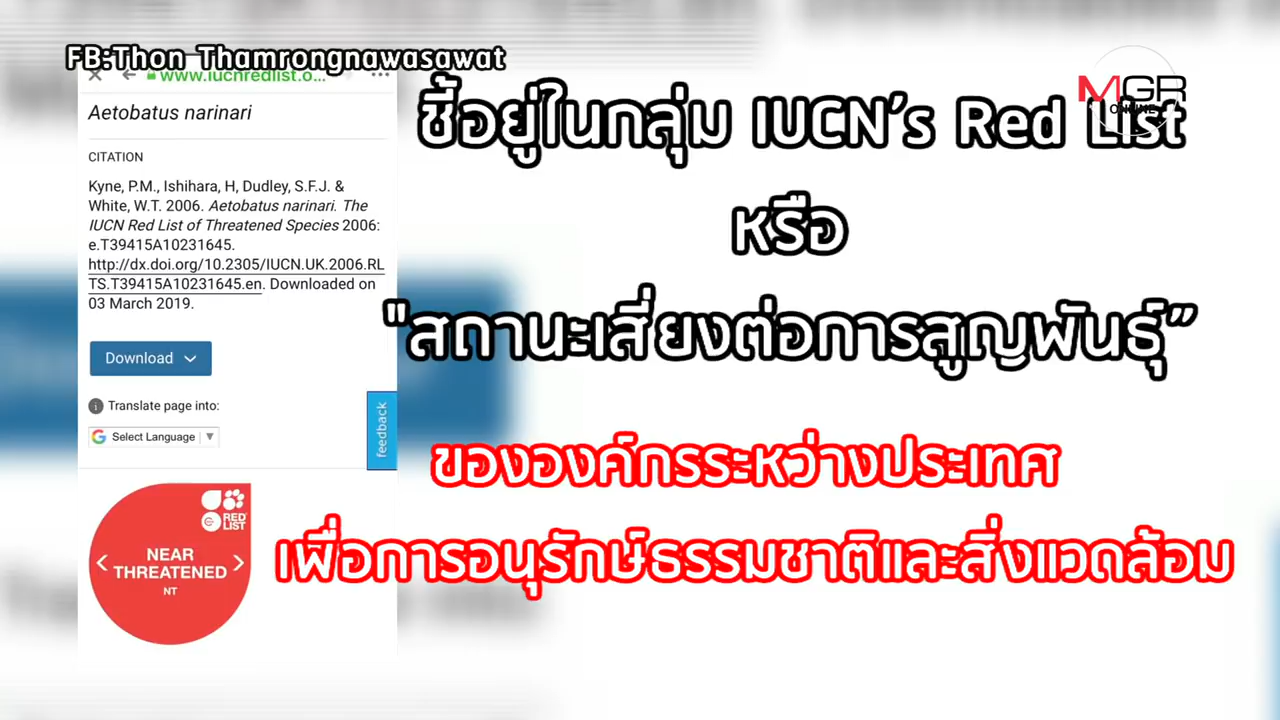 FB:Thon Thamrongnawasawat
www.iucnredlist.o...
MGR
ONLINE
Aetobatus narinari
CITATION
Kyne, P.M., Ishihara, H, Dudley, S.F.J. &
White, W.T. 2006. Aetobatus narinari. The
IUCN Red List of Threatened Species 2006:
e.T39415A10231645.
http://dx.doi.org/10.2305/IUCN.UK.2006.RL
TS.T39415A10231645.en. Downloaded on
03 March 2019.
Download
Translate page into:
Select Language
feedback
RED
LIST
NEAR
THREATENED
NT
ชี้อยู่ในกลุ่ม IUCN’s Red List
หรือ
"สถานะเสี่ยงต่อการสูญพันธุ์”
ขององค์กรระหว่างประเทศ
เพื่อการอนุรักษ์ธรรมชาติและสิ่งแวดล้อม